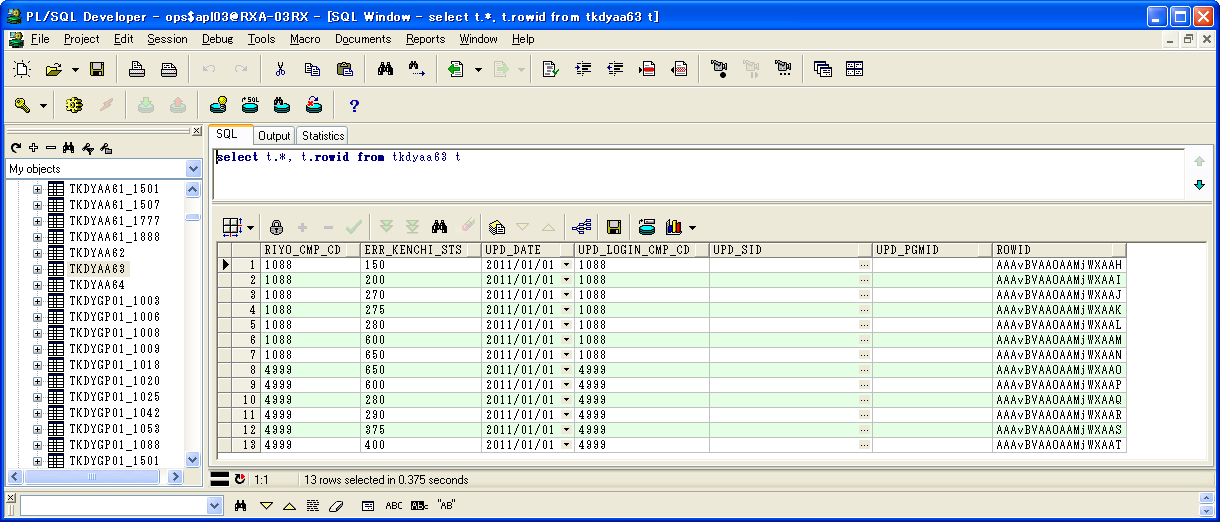 PL/SQL Developer - ops$apl03@RXA-03RX - [SQL Window - select t.*, t.rowid from tkdyaa63 t]
File Project Edit Session Debug Tools Macro Documents Reports Window Help
SQL Output Statistics
My objects
select t.*, t.rowid from tkdyaa63 t
TKDYAA61_1501
TKDYAA61_1507
TKDYAA61_1777
TKDYAA61_1888
TKDYAA62
TKDYAA63
TKDYAA64
TKDYGP01_1003
TKDYGP01_1006
TKDYGP01_1008
TKDYGP01_1009
TKDYGP01_1018
TKDYGP01_1020
TKDYGP01_1025
TKDYGP01_1042
TKDYGP01_1053
TKDYGP01_1088
TKDYGP01_1501
RIYO_CMP_CD ERR_KENCHI_STS UPD_DATE UPD_LOGIN_CMP_CD UPD_SID UPD_PGMID ROWID
1 1088 150 2011/01/01 1088 ... AAAvBVAAOAAMjWXAAH
2 1088 200 2011/01/01 1088 ... AAAvBVAAOAAMjWXAAI
3 1088 270 2011/01/01 1088 ... AAAvBVAAOAAMjWXAAJ
4 1088 275 2011/01/01 1088 ... AAAvBVAAOAAMjWXAAK
5 1088 280 2011/01/01 1088 ... AAAvBVAAOAAMjWXAAL
6 1088 600 2011/01/01 1088 ... AAAvBVAAOAAMjWXAAM
7 1088 650 2011/01/01 1088 ... AAAvBVAAOAAMjWXAAN
8 4999 650 2011/01/01 4999 ... AAAvBVAAOAAMjWXAAO
9 4999 600 2011/01/01 4999 ... AAAvBVAAOAAMjWXAAP
10 4999 280 2011/01/01 4999 ... AAAvBVAAOAAMjWXAAQ
11 4999 290 2011/01/01 4999 ... AAAvBVAAOAAMjWXAAR
12 4999 375 2011/01/01 4999 ... AAAvBVAAOAAMjWXAAS
13 4999 400 2011/01/01 4999 ... AAAvBVAAOAAMjWXAAT
1:1 13 rows selected in 0.375 seconds
ABC ABc "AB"